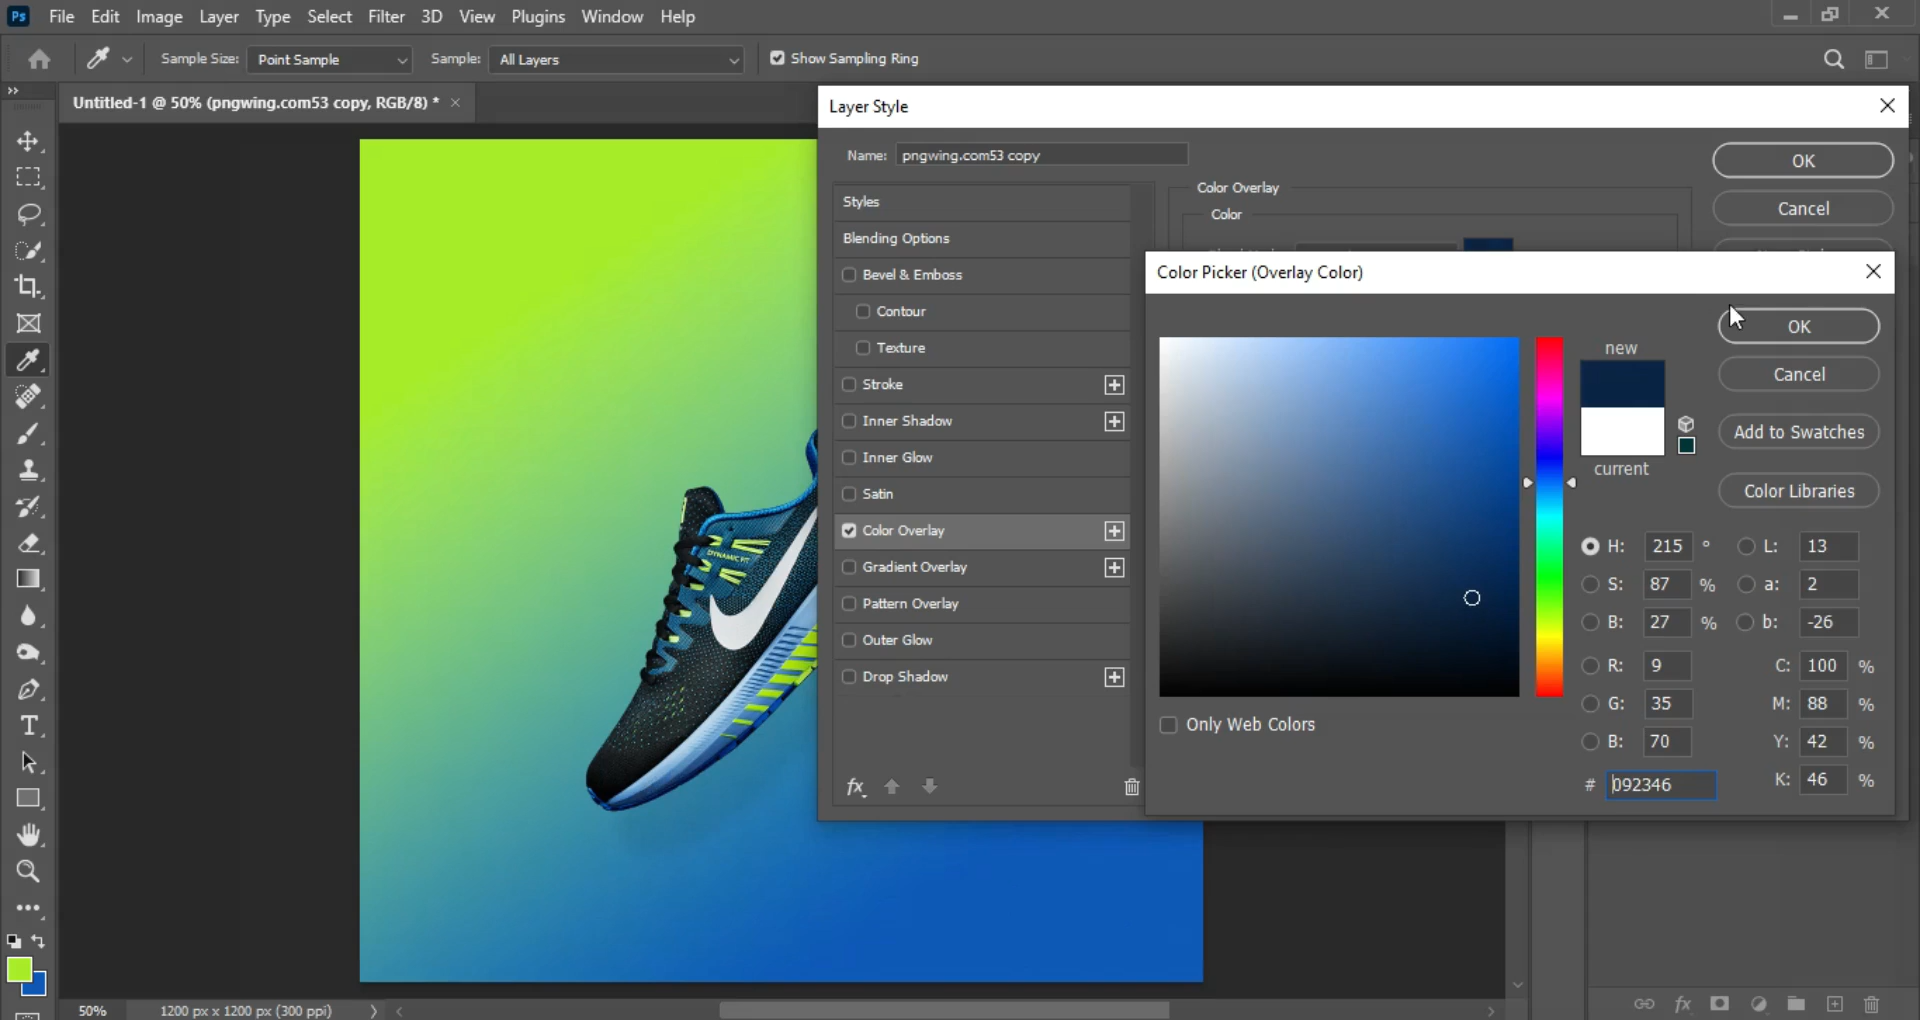 Ps File Edit Image Layer Type Select Filter 3D View Plugins Window Help
Sample Size: Point Sample Sample: All Layers Show Sampling Ring
Untitled-1 @ 50% (pngwing.com53 copy, RGB/8) *
Layer Style
Name: pngwing.com53 copy
OK
Cancel
Color Overlay
Color
Styles
Blending Options
Bevel & Emboss
Contour
Texture
Stroke
Inner Shadow
Inner Glow
Satin
Color Overlay
Gradient Overlay
Pattern Overlay
Outer Glow
Drop Shadow
fx
Color Picker (Overlay Color)
OK
Cancel
Add to Swatches
Color Libraries
new
current
H: 215 ° L: 13
S: 87 % a: 2
B: 27 % b: -26
R: 9 C: 100 %
G: 35 M: 88 %
B: 70 Y: 42 %
# 092346 K: 46 %
Only Web Colors
DYNAMIC FIT
50% 1200 px x 1200 px (300 ppi)
fx